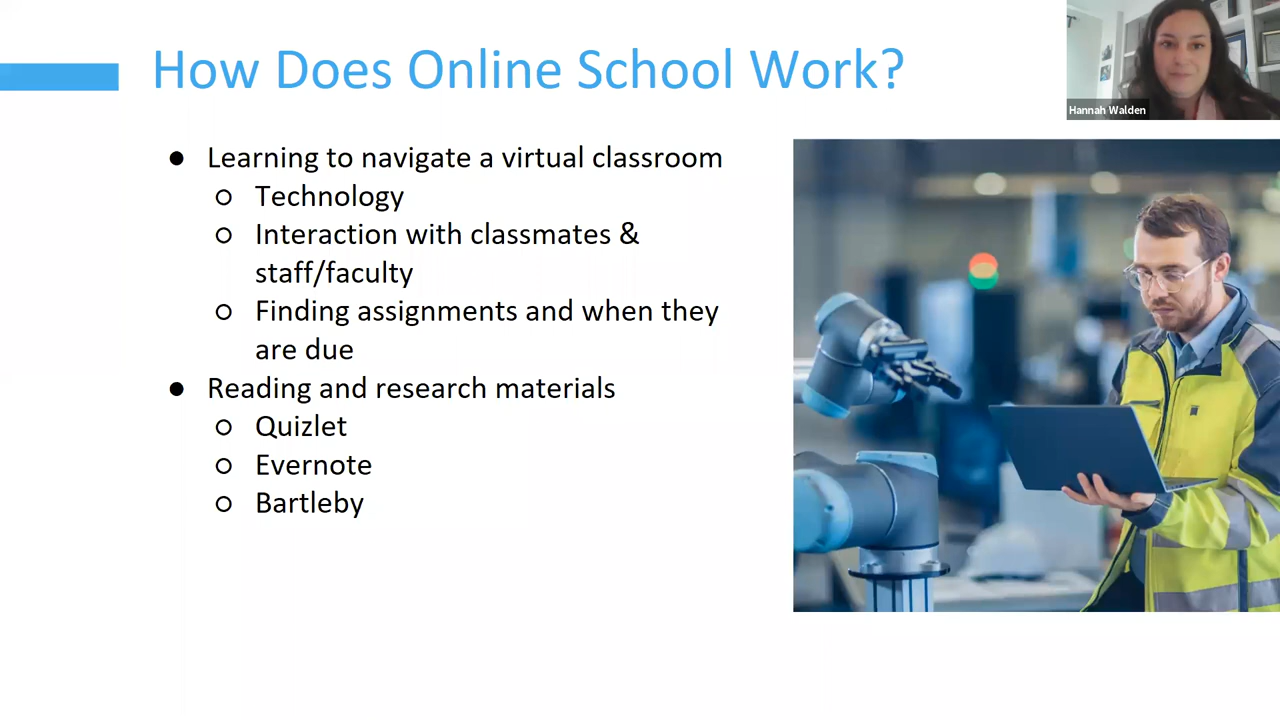 How Does Online School Work?
Hannah Walden
● Learning to navigate a virtual classroom
○ Technology
○ Interaction with classmates &
staff/faculty
○ Finding assignments and when they
are due
● Reading and research materials
○ Quizlet
○ Evernote
○ Bartleby